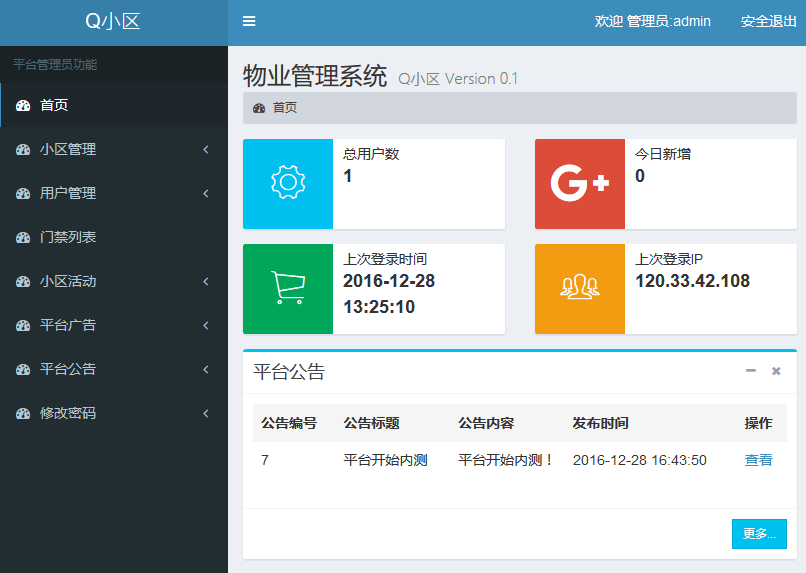 Q小区
欢迎 管理员:admin 安全退出
平台管理员功能
首页
小区管理
用户管理
门禁列表
小区活动
平台广告
平台公告
修改密码
物业管理系统 Q小区 Version 0.1
首页
总用户数
1
今日新增
0
G+
上次登录时间
2016-12-28
13:25:10
上次登录IP
120.33.42.108
平台公告
公告编号 公告标题 公告内容 发布时间 操作
7 平台开始内测 平台开始内测！ 2016-12-28 16:43:50 查看
更多...